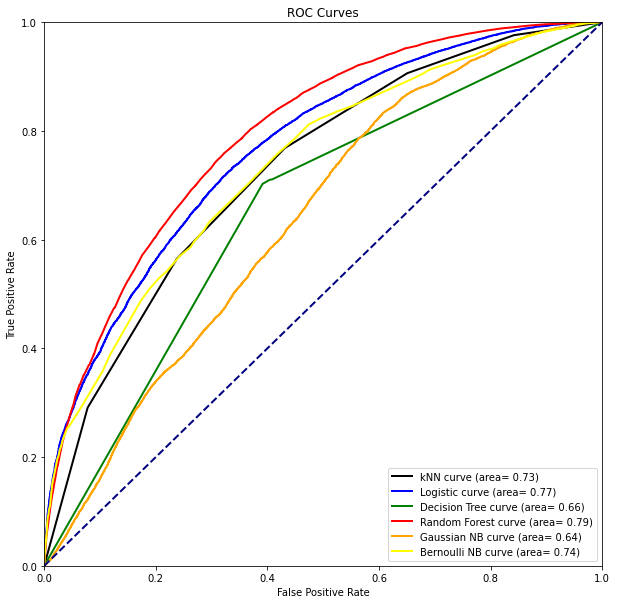 ROC Curves
True Positive Rate
1.0
0.8
0.6
0.4
0.2
0.0
kNN curve (area= 0.73)
Logistic curve (area= 0.77)
Decision Tree curve (area= 0.66)
Random Forest curve (area= 0.79)
Gaussian NB curve (area= 0.64)
Bernoulli NB curve (area= 0.74)
0.0 0.2 0.4 0.6 0.8 1.0
False Positive Rate